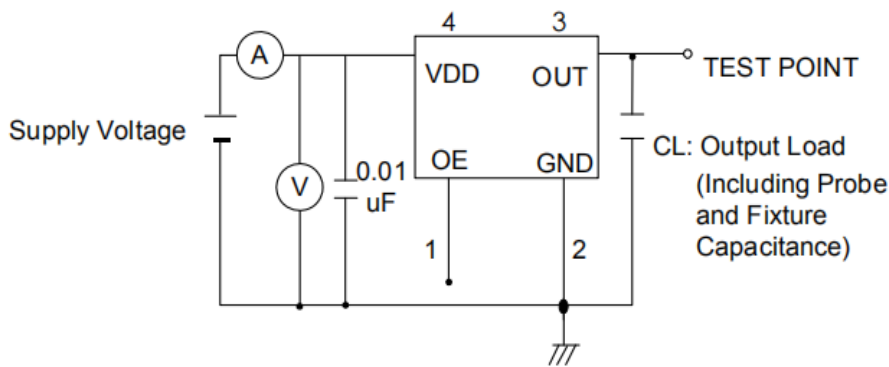 4
3
A
VDD
OUT
TEST POINT
Supply Voltage
OE
GND
CL: Output Load
(Including Probe
and Fixture
Capacitance)
V
0.01
uF
1
2